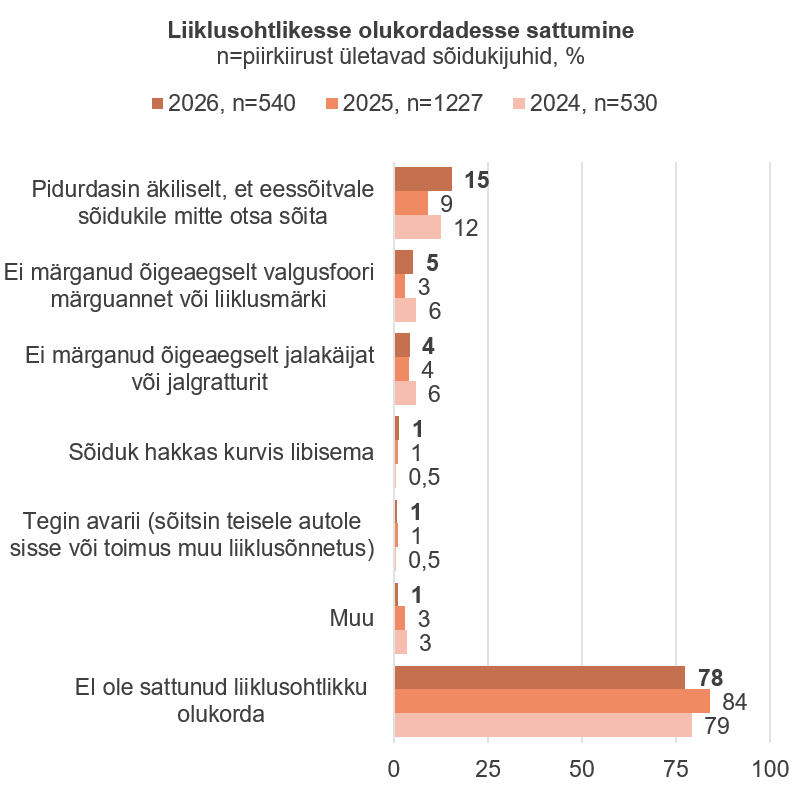 Liiklusohtlikesse olukordadesse sattumine
n=piirkiirust ületavad sõidukijuhid, %
2026, n=540
2025, n=1227
2024, n=530
Pidurdasin äkiliselt, et eessõitvale
sõidukile mitte otsa sõita
15
9
12
Ei märganud õigeaegselt valgusfoori
märguannet või liiklusmärki
5
3
6
Ei märganud õigeaegselt jalakäijat
või jalgratturit
4
4
6
Sõiduk hakkas kurvis libisema
1
1
0,5
Tegin avarii (sõitsin teisele autole
sisse või toimus muu liiklusõnnetus)
1
1
0,5
Muu
1
3
3
EI ole sattunud liiklusohtlikku
olukorda
78
84
79
0
25
50
75
100